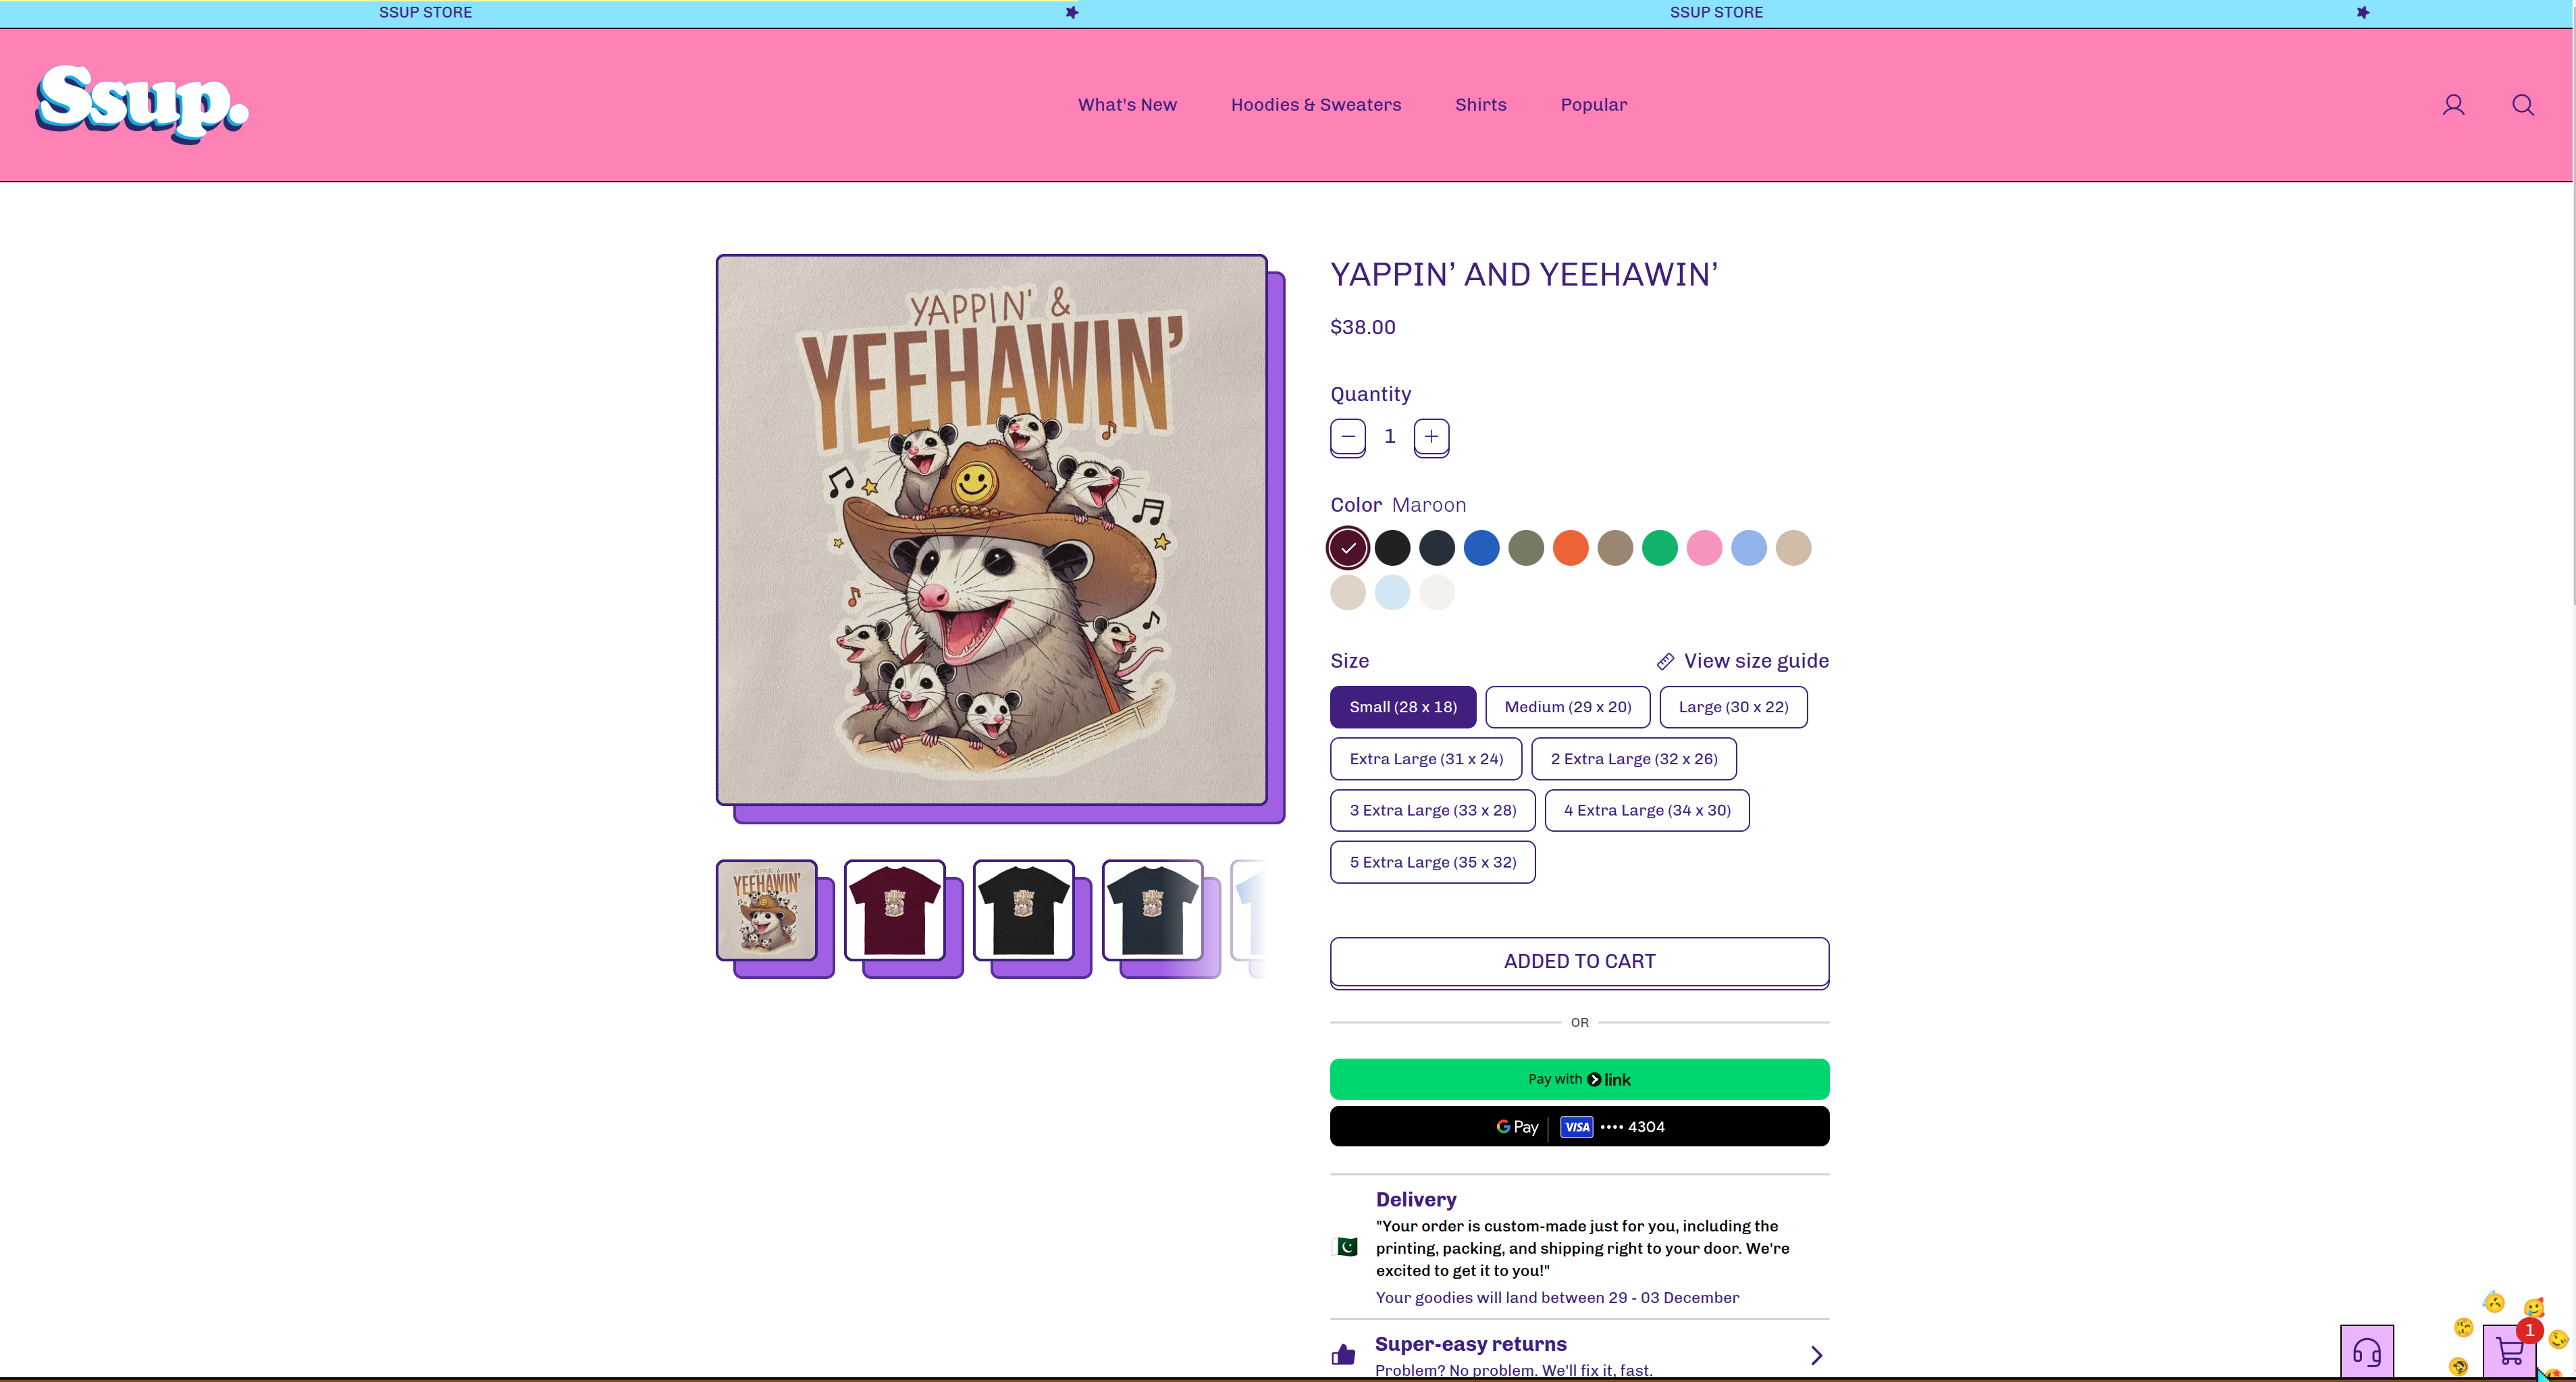 SSUP STORE
SSUP STORE
Ssup.
What's New
Hoodies & Sweaters
Shirts
Popular
YAPPIN' &
YEEHAWIN'
YAPPIN' &
YEEHAWIN'
YAPPIN’ AND YEEHAWIN’
$38.00
Quantity
1
Color Maroon
Size
View size guide
Small (28 x 18)
Medium (29 x 20)
Large (30 x 22)
Extra Large (31 x 24)
2 Extra Large (32 x 26)
3 Extra Large (33 x 28)
4 Extra Large (34 x 30)
5 Extra Large (35 x 32)
ADDED TO CART
OR
Pay with link
G Pay VISA •••• 4304
Delivery
"Your order is custom-made just for you, including the
printing, packing, and shipping right to your door. We're
excited to get it to you!"
Your goodies will land between 29 - 03 December
Super-easy returns
Problem? No problem. We'll fix it, fast.
1